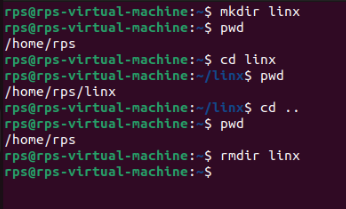 rps@rps-virtual-machine:~$ mkdir linx
rps@rps-virtual-machine:~$ pwd
/home/rps
rps@rps-virtual-machine:~$ cd linx
rps@rps-virtual-machine:~/linx$ pwd
/home/rps/linx
rps@rps-virtual-machine:~/linx$ cd ..
rps@rps-virtual-machine:~$ pwd
/home/rps
rps@rps-virtual-machine:~$ rmdir linx
rps@rps-virtual-machine:~$